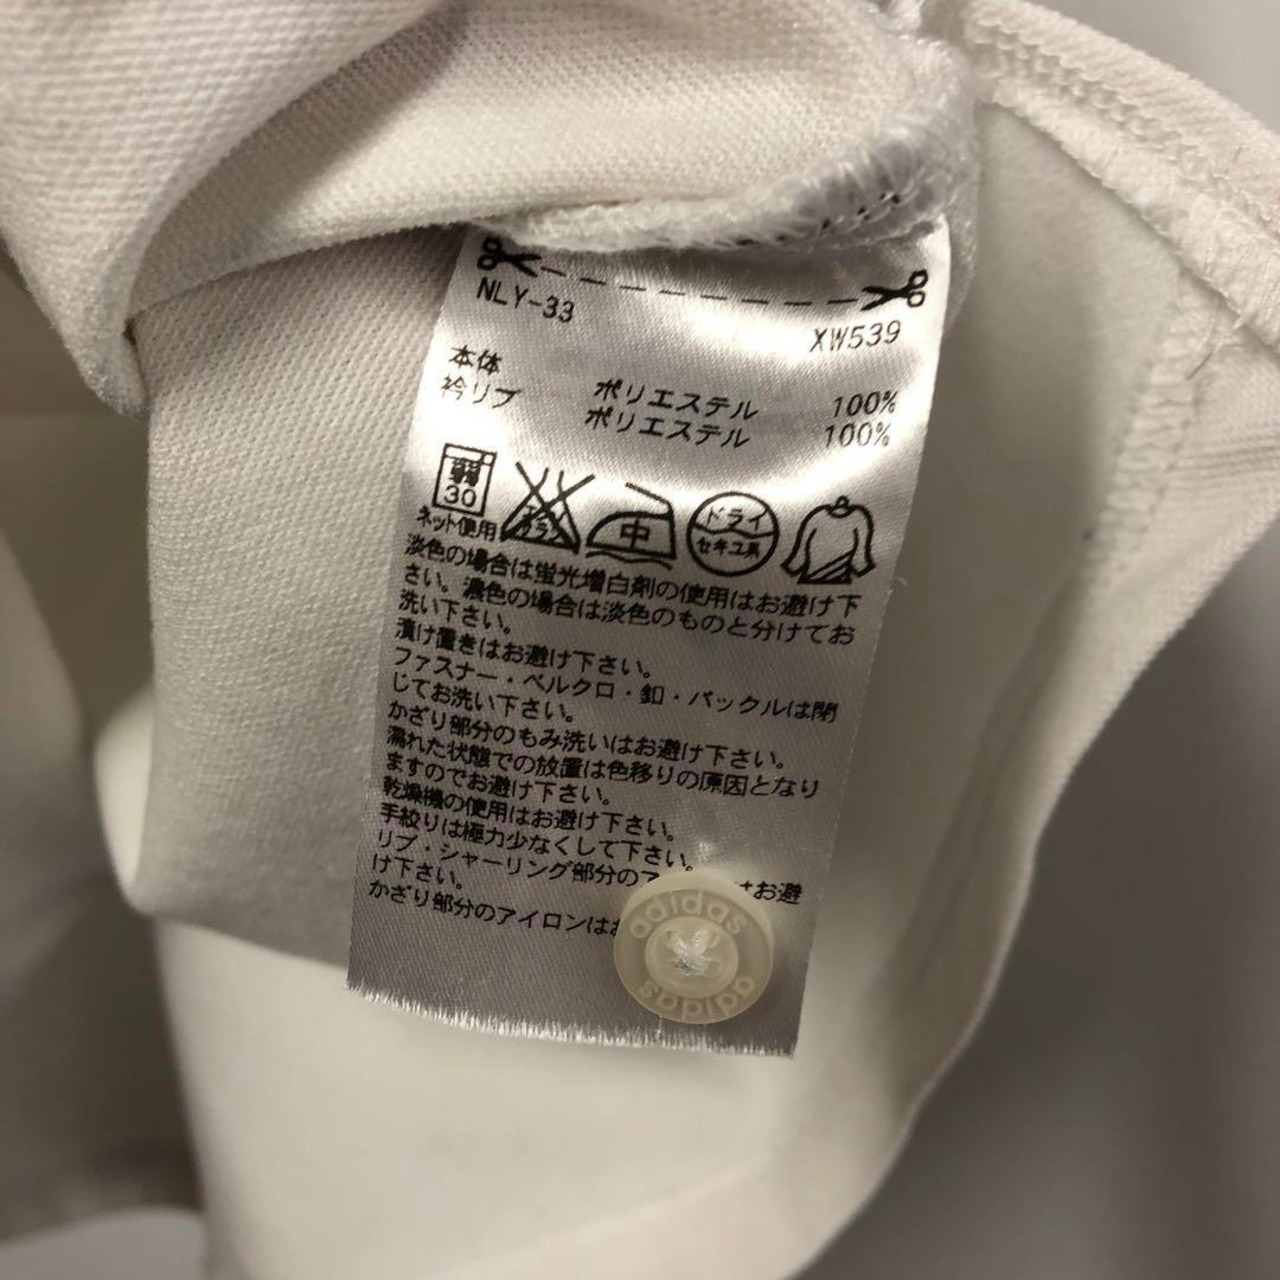 NLY-33
XW539
本体 ポリエステル 100%
衿リブ ポリエステル 100%
弱
30
ネット使用
エンソ
サラシ
中
ドライ
セキユ系
淡色の場合は蛍光増白剤の使用はお避け下
さい。濃色の場合は淡色のものと分けてお
洗い下さい。
漬け置きはお避け下さい。
ファスナー・ベルクロ・釦・バックルは閉
じてお洗い下さい。
かざり部分のもみ洗いはお避け下さい。
濡れた状態での放置は色移りの原因となり
ますのでお避け下さい。
乾燥機の使用はお避け下さい。
手絞りは極力少なくして下さい。
リブ・シャーリング部分のア はお避
け下さい。
かざり部分のアイロンはお
adidas
adidas